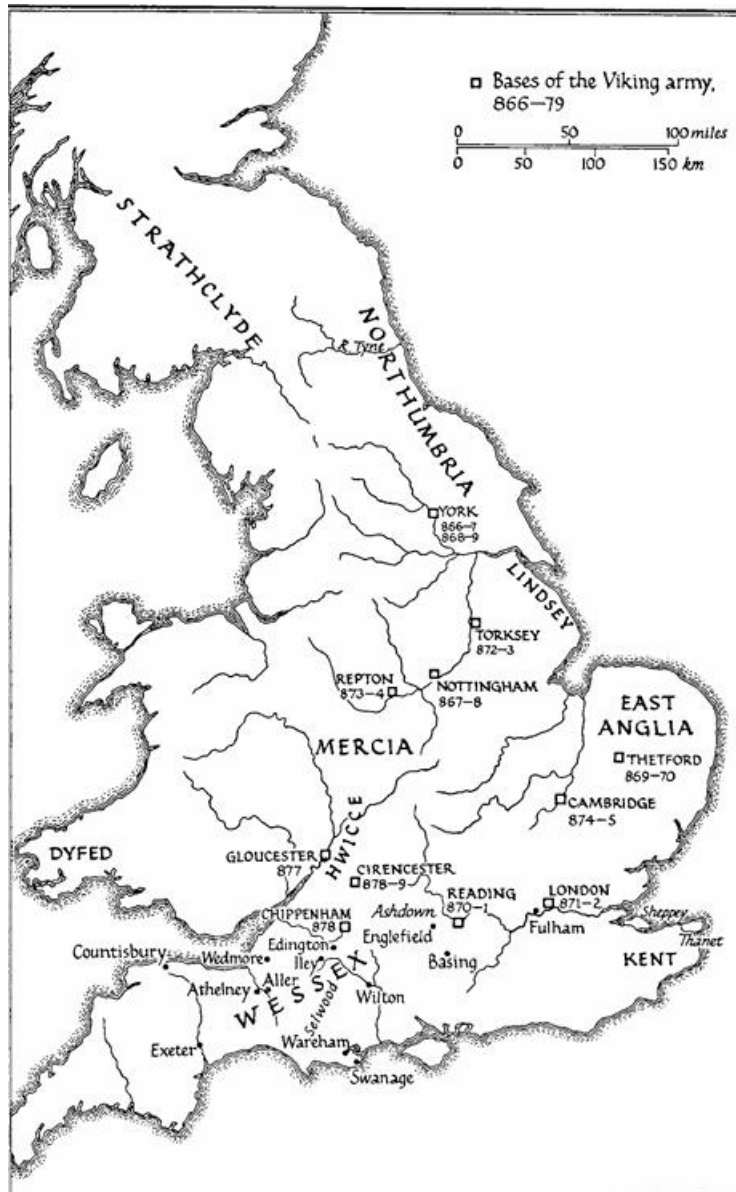 Bases of the Viking army,
866–79
0 50 100 miles
0 50 100 150 km
STRATHCLYDE
NORTHUMBRIA
R. Tyne
YORK
866–7
868–9
LINDSEY
TORKSEY
872–3
REPTON
873–4
NOTTINGHAM
867–8
EAST
ANGLIA
MERCIA
THETFORD
869–70
CAMBRIDGE
874–5
HWICCE
DYFED
GLOUCESTER
877
CIRENCESTER
878–9
READING
870–1
LONDON
871–2
CHIPPENHAM
878
Ashdown
Englefield
Fulham
Sheppey
Thanet
Edington
Iley
Basing
KENT
Countisbury
Wedmore
Athelney
Aller
WESSEX
Selwood
Wilton
Exeter
Wareham
Swanage